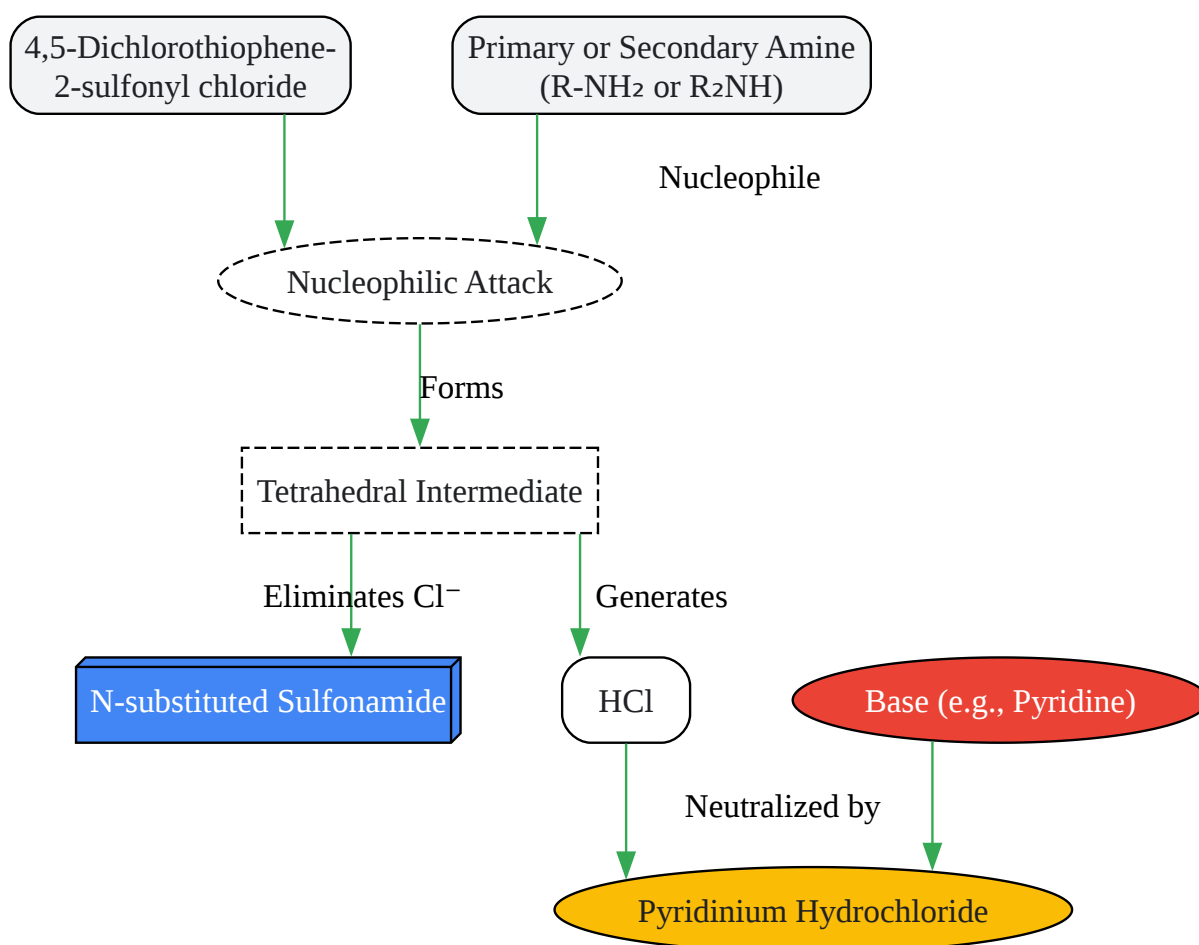 4,5-Dichlorothiophene-
2-sulfonyl chloride
Primary or Secondary Amine
(R-NH₂ or R₂NH)
Nucleophile
Nucleophilic Attack
Forms
Tetrahedral Intermediate
Eliminates Cl⁻
Generates
N-substituted Sulfonamide
HCl
Base (e.g., Pyridine)
Neutralized by
Pyridinium Hydrochloride